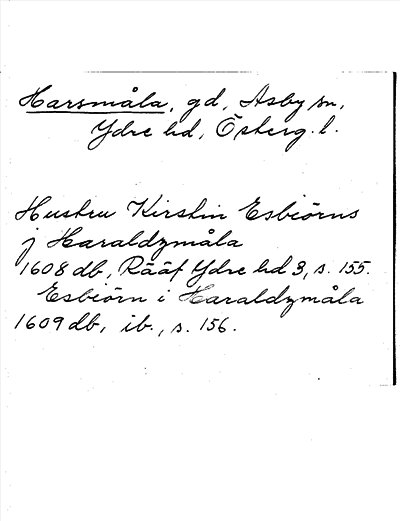 Harsmåla, gd, Asby sn,
Ydre hd, Österg. l.
Hustru Kirstin Esbiörns
j Haraldzmåla
1608 db, Rääf Ydre hd 3, s. 155.
Esbiörn i Haraldzmåla
1609 db, ib., s. 156.